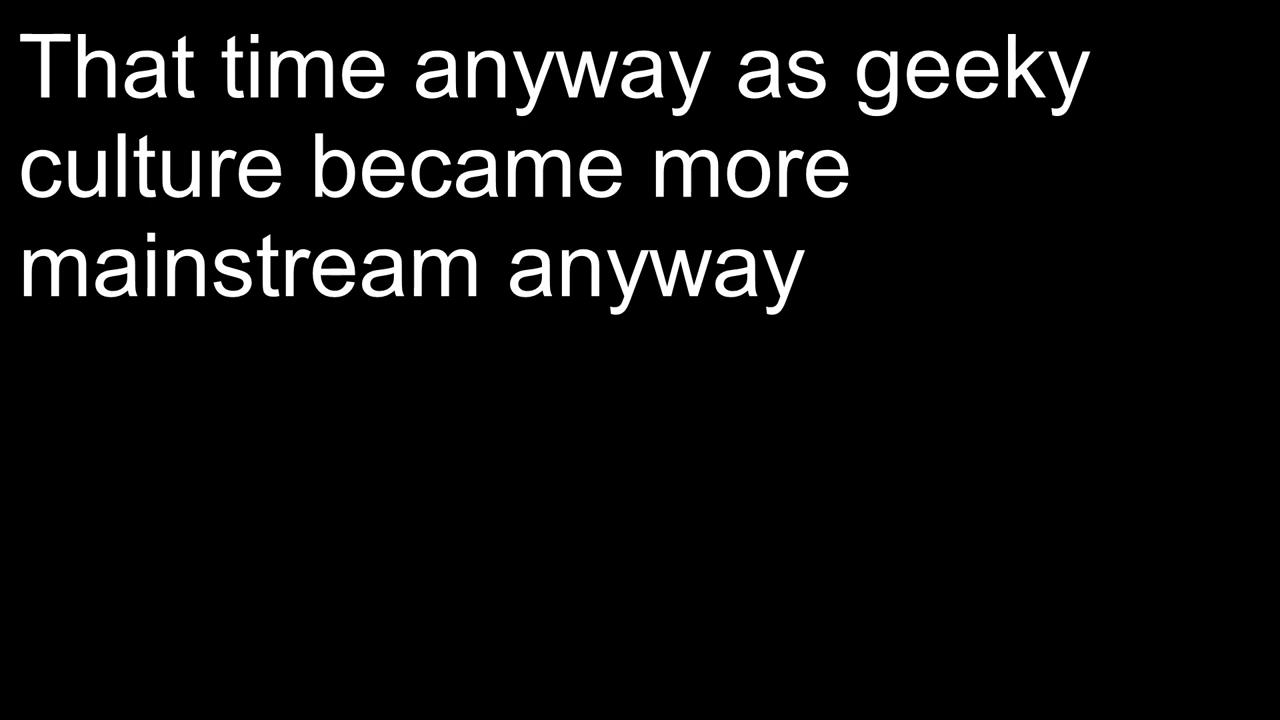 That time anyway as geeky
culture became more
mainstream anyway